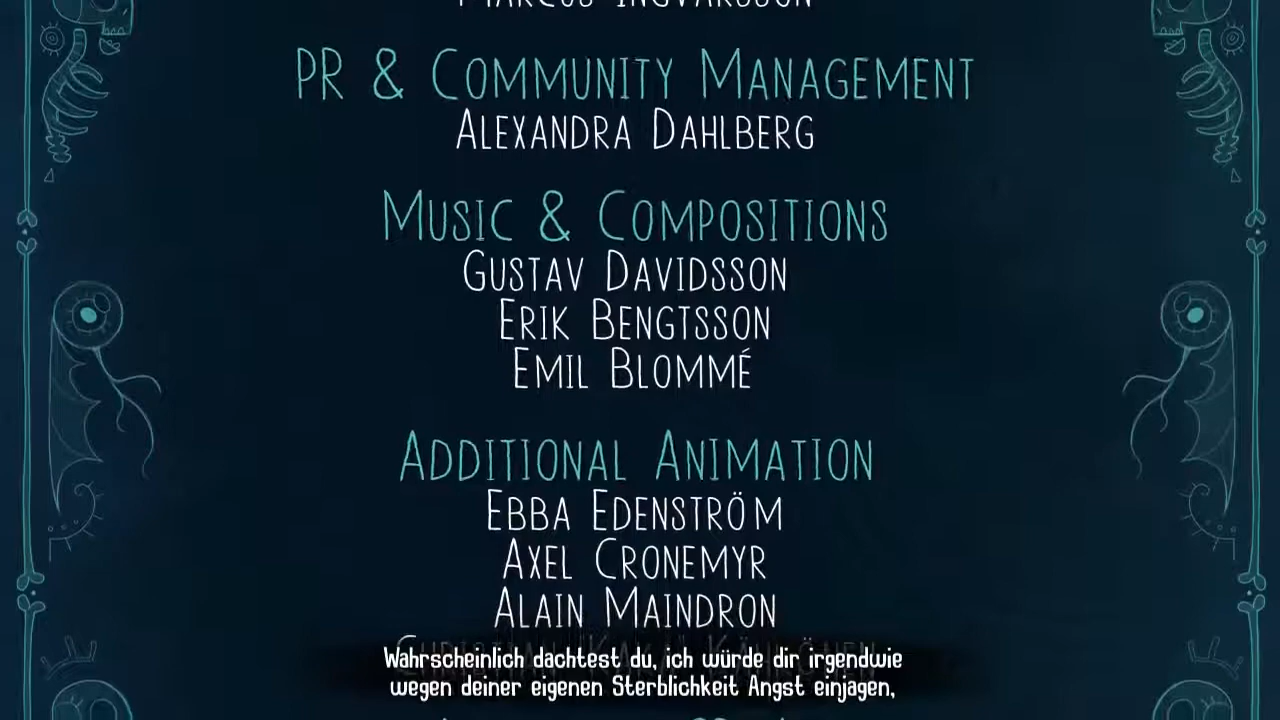 PR & COMMUNITY MANAGEMENT
ALEXANDRA DAHLBERG
MUSIC & COMPOSITIONS
GUSTAV DAVIDSSON
ERIK BENGTSSON
EMIL BLOMMÉ
ADDITIONAL ANIMATION
EBBA EDENSTRÖM
AXEL CRONEMYR
ALAIN MAINDRON
Wahrscheinlich dachtest du, ich würde dir irgendwie
wegen deiner eigenen Sterblichkeit Angst einjagen,